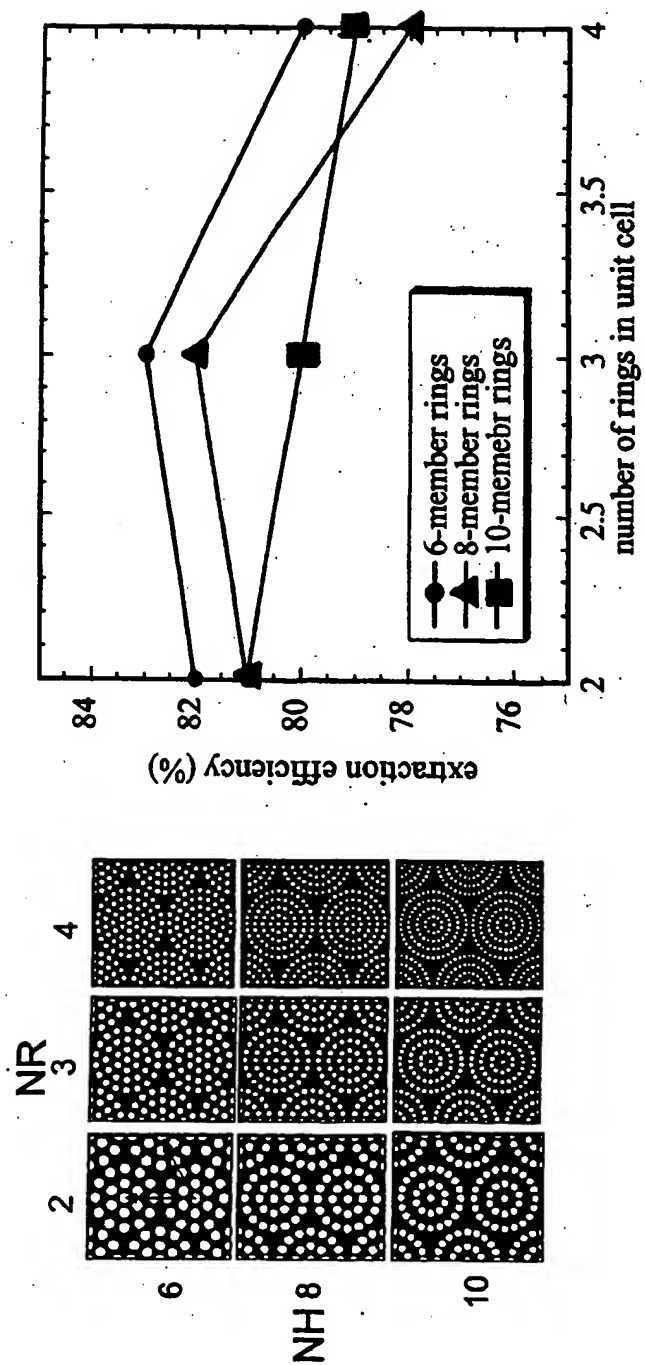 NR
2 3 4
6
NH 8
10
extraction efficiency (%)
84
82
80
78
76
6-member rings
8-member rings
10-memebr rings
2 2.5 3 3.5 4
number of rings in unit cell